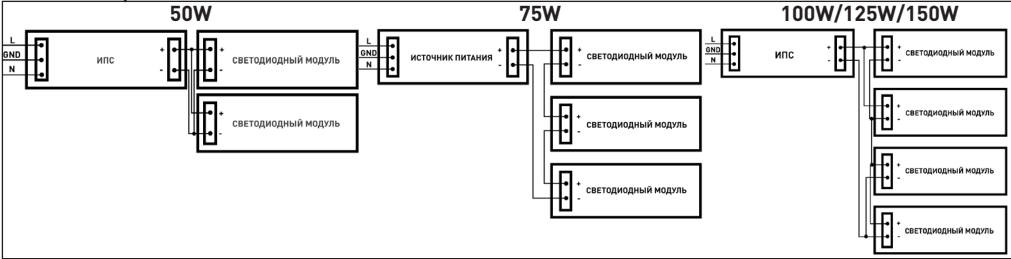 50W
75W
100W/125W/150W
L
GND
N
ИПС
+
-
+
-
СВЕТОДИОДНЫЙ МОДУЛЬ
+
-
СВЕТОДИОДНЫЙ МОДУЛЬ
L
GND
N
ИСТОЧНИК ПИТАНИЯ
+
-
+
-
СВЕТОДИОДНЫЙ МОДУЛЬ
+
-
СВЕТОДИОДНЫЙ МОДУЛЬ
+
-
СВЕТОДИОДНЫЙ МОДУЛЬ
L
GND
N
ИПС
+
-
+
-
СВЕТОДИОДНЫЙ МОДУЛЬ
+
-
СВЕТОДИОДНЫЙ МОДУЛЬ
+
-
СВЕТОДИОДНЫЙ МОДУЛЬ
+
-
СВЕТОДИОДНЫЙ МОДУЛЬ